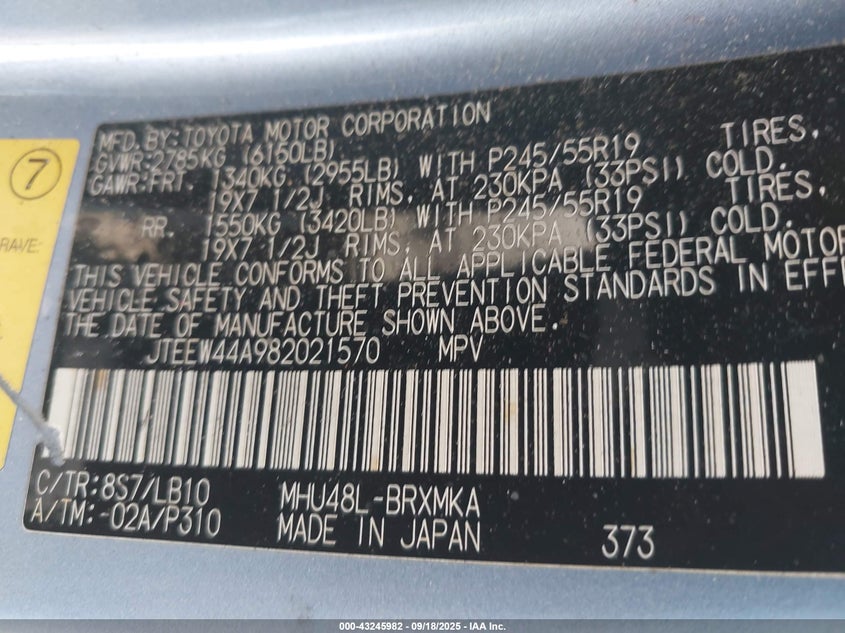 7
RAVE:
MFD. BY: TOYOTA MOTOR CORPORATION
GVWR: 2785KG (6150LB)
GAWR: FRT. 1340KG (2955LB) WITH P245/55R19 TIRES,
19X7 1/2J RIMS, AT 230KPA (33PSI) COLD.
RR. 1550KG (3420LB) WITH P245/55R19 TIRES,
19X7 1/2J RIMS, AT 230KPA (33PSI) COLD.
THIS VEHICLE CONFORMS TO ALL APPLICABLE FEDERAL MOTOR
VEHICLE SAFETY AND THEFT PREVENTION STANDARDS IN EFFE
THE DATE OF MANUFACTURE SHOWN ABOVE.
JTEEW44A982021570 MPV
C/TR: 8S7/LB10 MHU48L-BRXMKA
A/TM: -02A/P310 MADE IN JAPAN 373
000-43245982 - 09/18/2025 - IAA Inc.